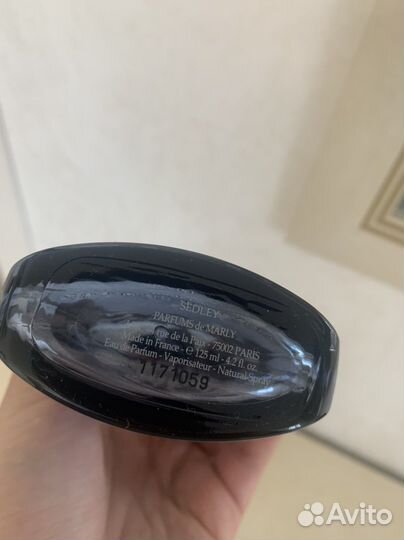 SEDLEY
PARFUMS de MARLY
rue de la Paix - 75002 PARIS
Made in France - e 125 ml - 4.2 fl. oz.
Eau de Parfum - Vaporisateur - Natural Spray
1171059
Avito